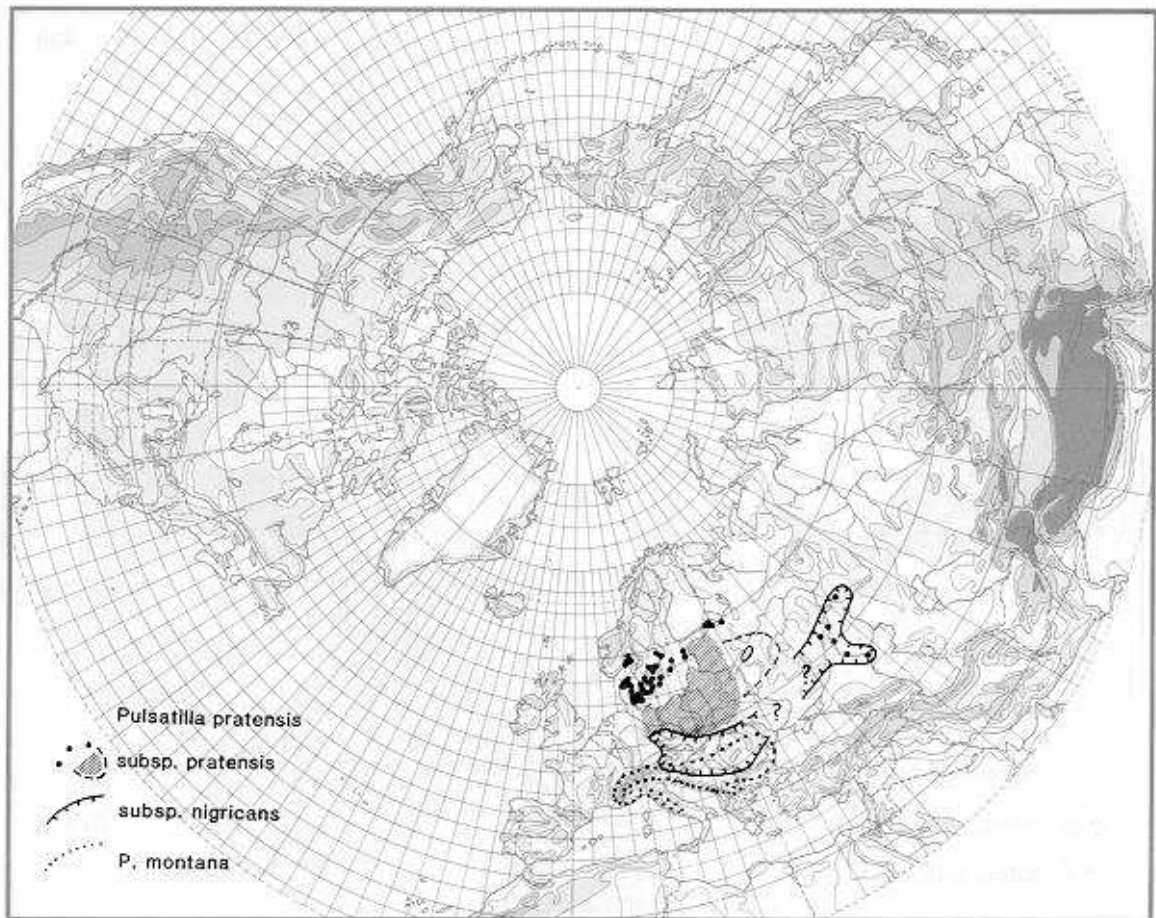 ?
?
Pulsatilla pratensis
subsp. pratensis
subsp. nigricans
P. montana